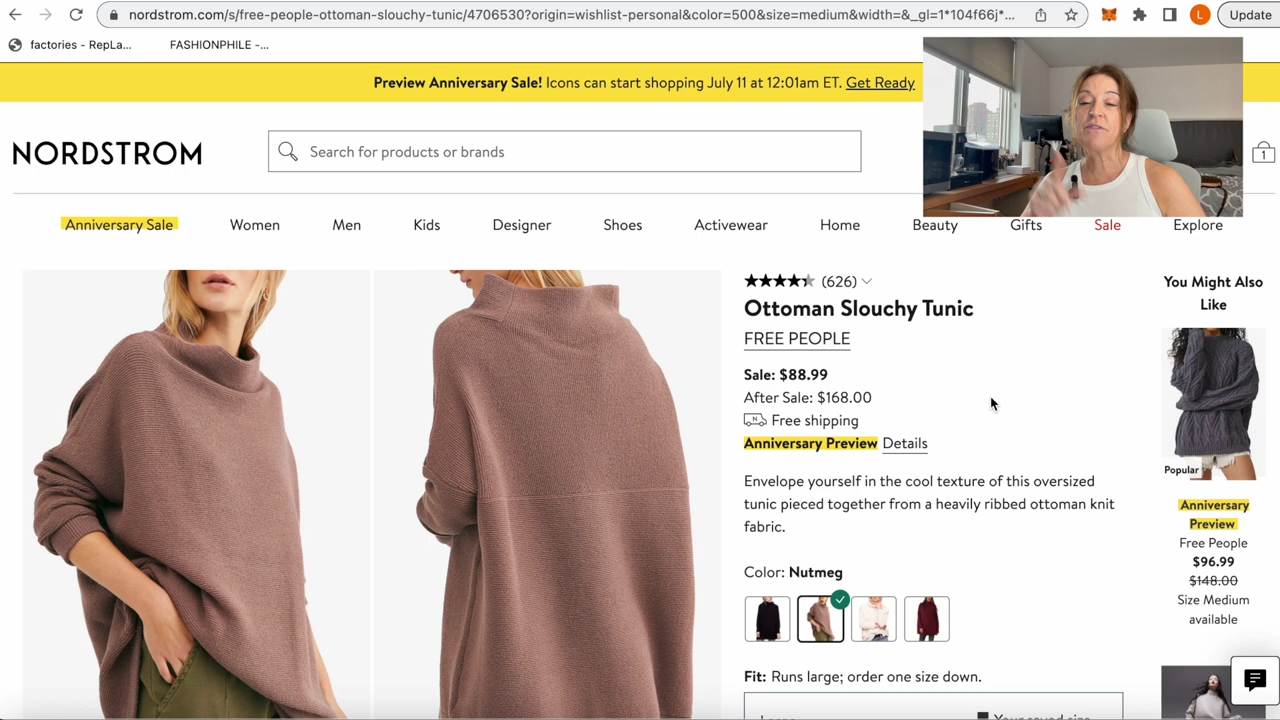 nordstrom.com/s/free-people-ottoman-slouchy-tunic/4706530?origin=wishlist-personal&color=500&size=medium&width=&_gl=1*104f66j*...
L
Update
factories - RepLa...
FASHIONPHILE -...
Preview Anniversary Sale! Icons can start shopping July 11 at 12:01am ET. Get Ready
NORDSTROM
Search for products or brands
1
Anniversary Sale
Women
Men
Kids
Designer
Shoes
Activewear
Home
Beauty
Gifts
Sale
Explore
(626)
Ottoman Slouchy Tunic
FREE PEOPLE
Sale: $88.99
After Sale: $168.00
N
Free shipping
Anniversary Preview Details
Envelope yourself in the cool texture of this oversized
tunic pieced together from a heavily ribbed ottoman knit
fabric.
Color: Nutmeg
Fit: Runs large; order one size down.
Your saved size
You Might Also
Like
Popular
Anniversary
Preview
Free People
$96.99
$148.00
Size Medium
available